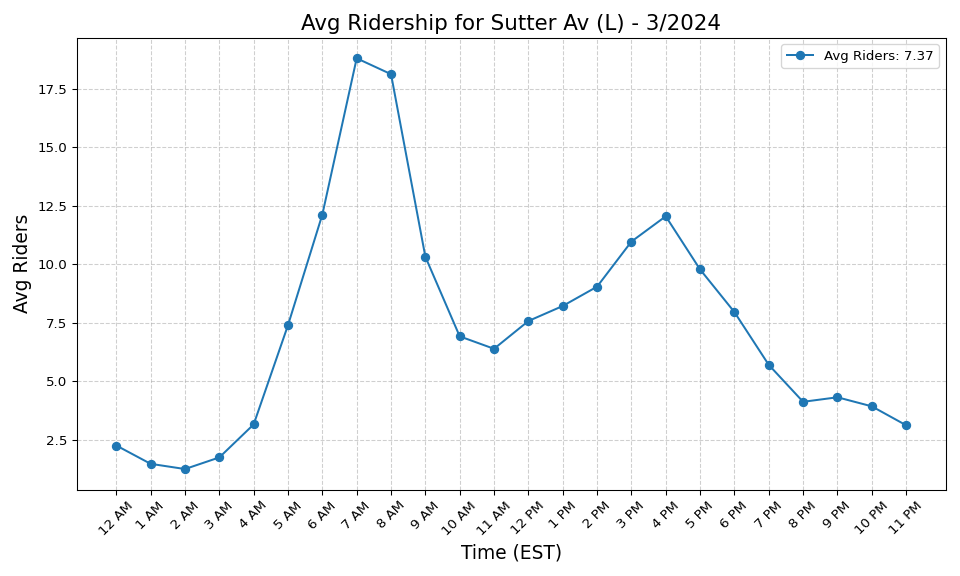 Avg Ridership for Sutter Av (L) - 3/2024
Avg Riders: 7.37
Avg Riders
17.5
15.0
12.5
10.0
7.5
5.0
2.5
12 AM
1 AM
2 AM
3 AM
4 AM
5 AM
6 AM
7 AM
8 AM
9 AM
10 AM
11 AM
12 PM
1 PM
2 PM
3 PM
4 PM
5 PM
6 PM
7 PM
8 PM
9 PM
10 PM
11 PM
Time (EST)